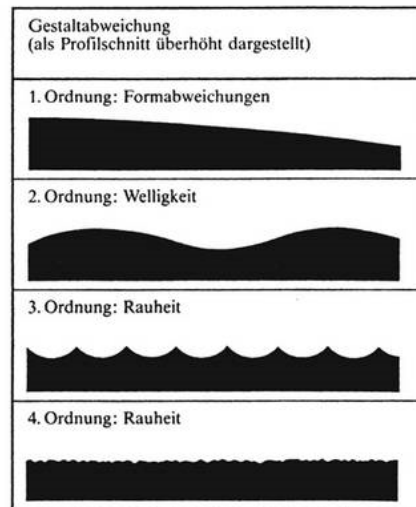 Gestaltabweichung
(als Profilschnitt überhöht dargestellt)
1. Ordnung: Formabweichungen
2. Ordnung: Welligkeit
3. Ordnung: Rauheit
4. Ordnung: Rauheit